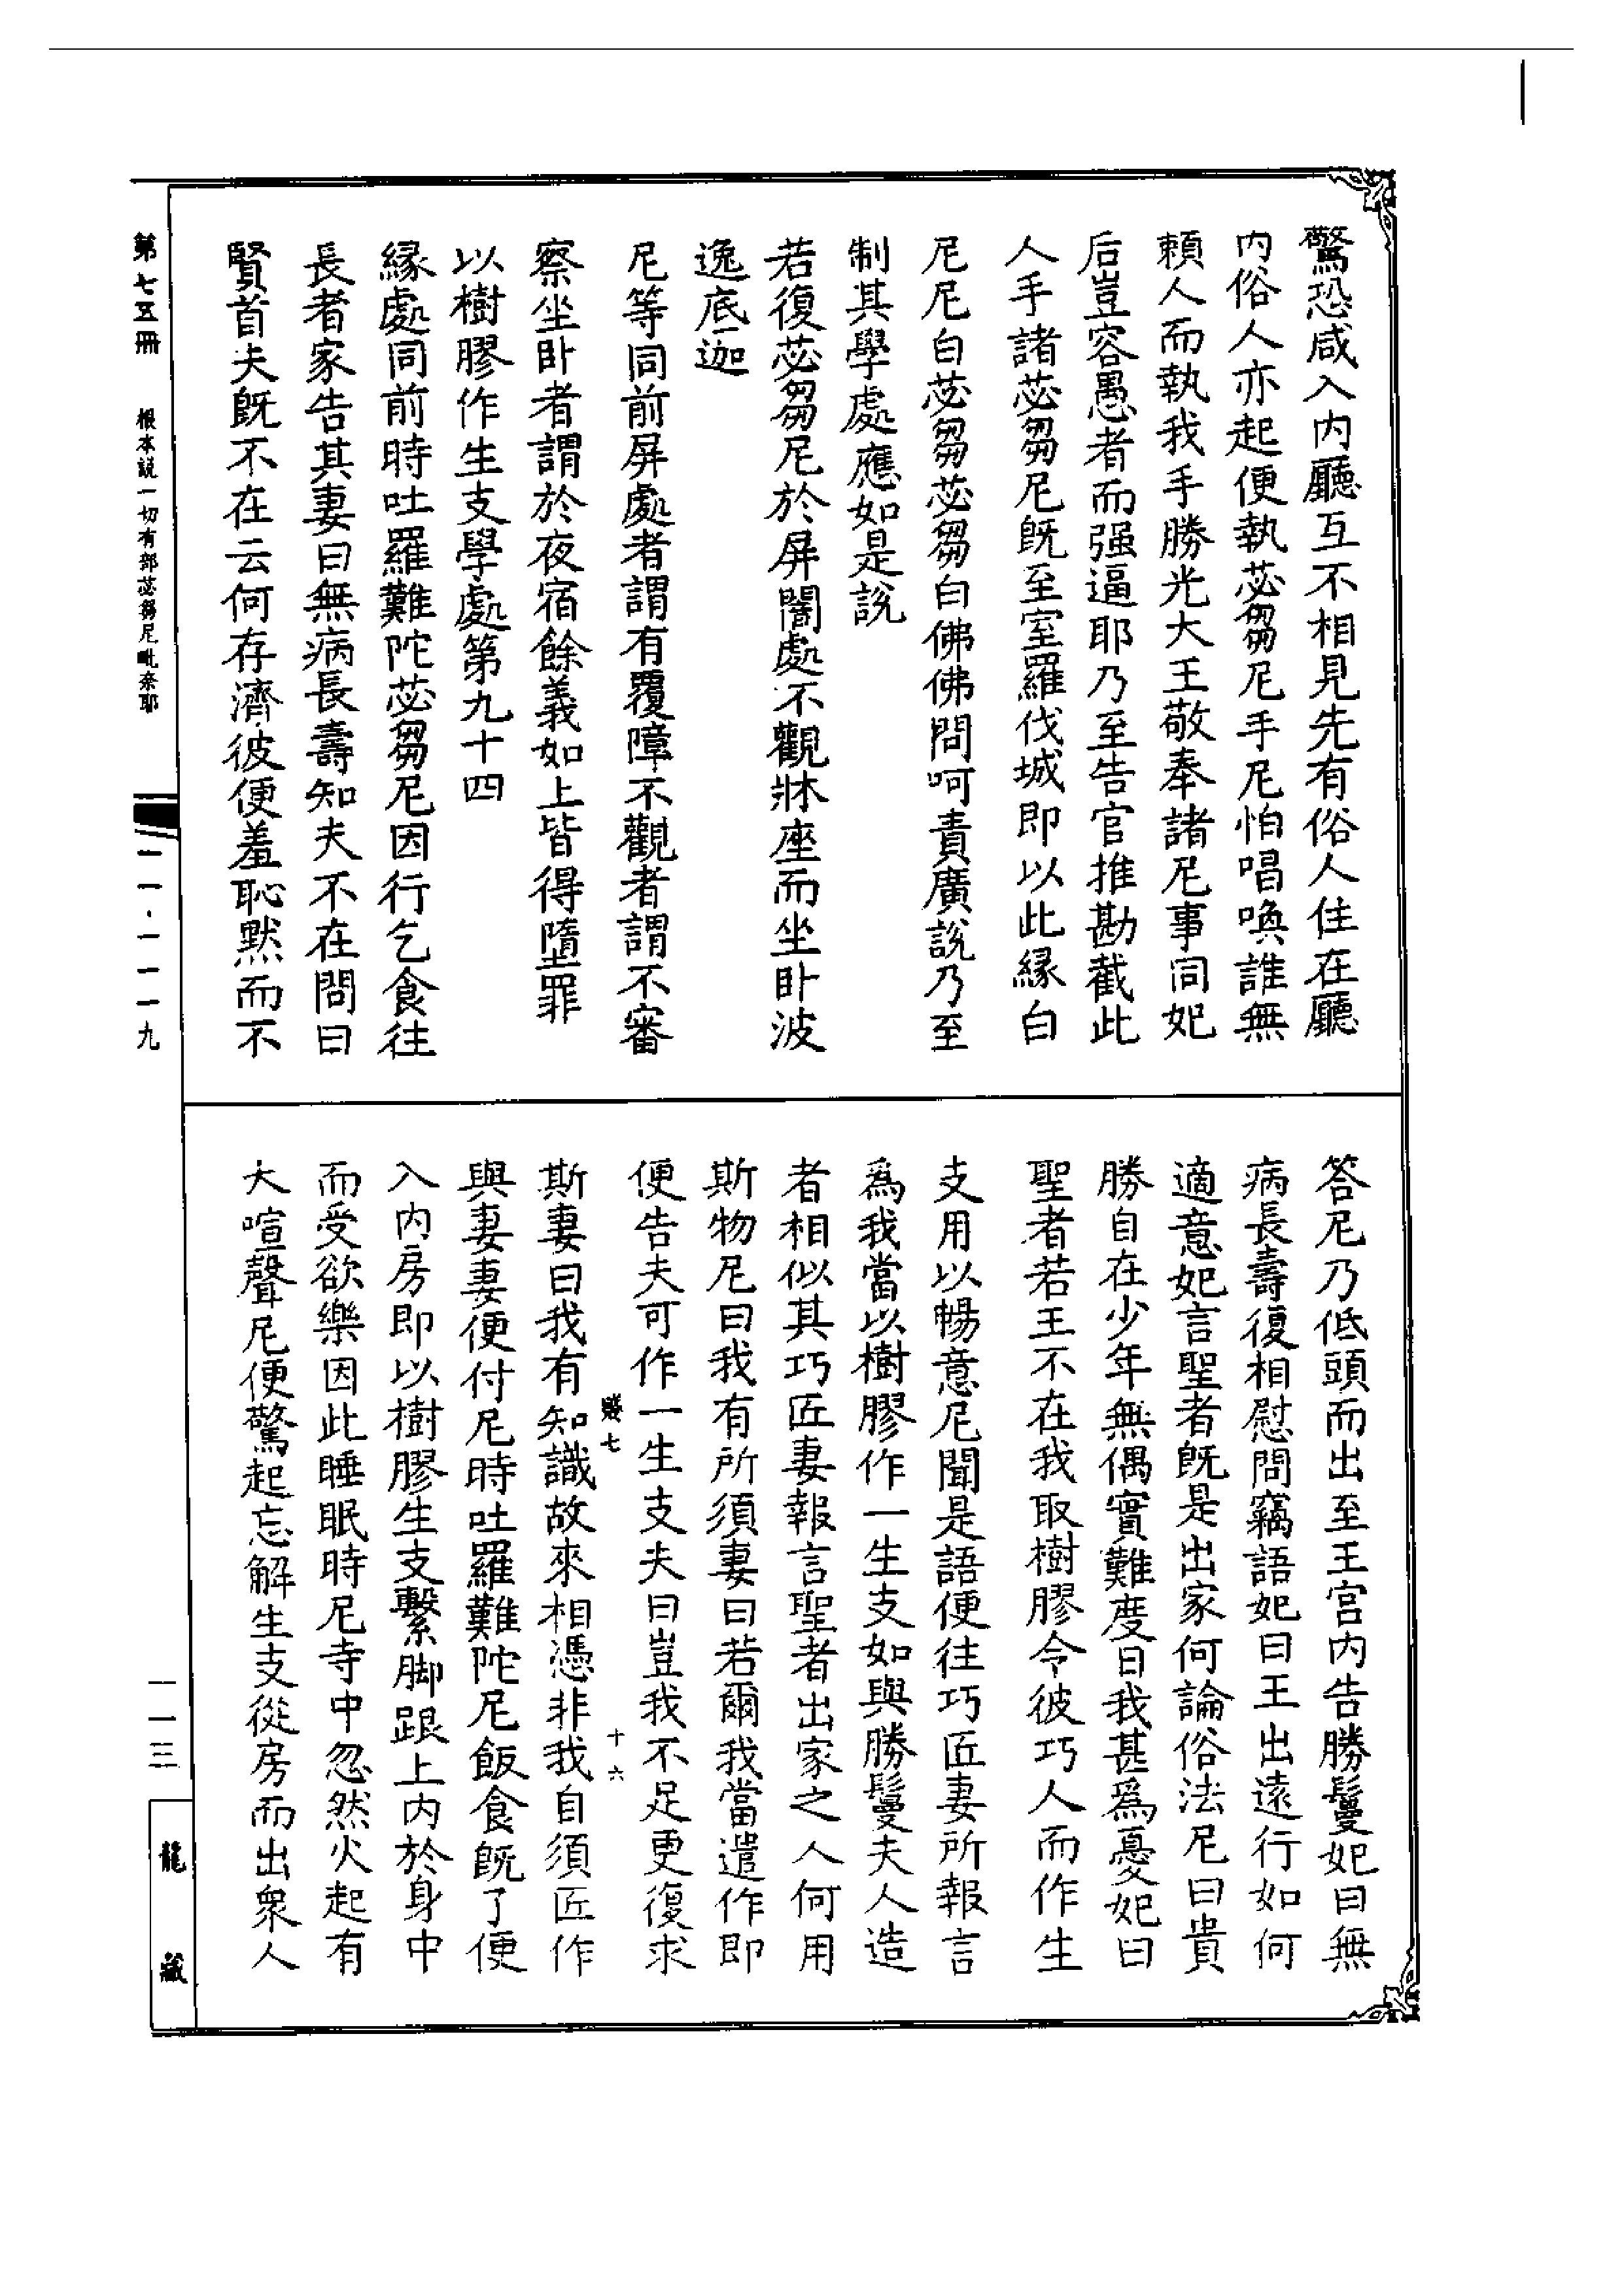 驚恐咸入内廳互不相見先有俗人住在廳
内俗人亦起便執苾芻尼手尼怕唱喚誰無
賴人而執我手勝光大王敬奉諸尼事同妃
后豈容愚者而强逼耶乃至告官推勘截此
人手諸苾芻尼既至室羅伐城即以此縁白
尼尼白苾芻苾芻白佛佛問呵責廣說乃至
制其學處應如是說
若復苾芻尼於屏闇處不觀牀座而坐卧波
逸底迦
尼等同前屏處者謂有覆障不觀者謂不審
察坐卧者謂於夜宿餘義如上皆得墮罪
以樹膠作生支學處第九十四
縁處同前時吐羅難陀苾芻尼因行乞食往
長者家告其妻曰無病長壽知夫不在問曰
賢首夫既不在云何存濟彼便羞恥默而不
答尼乃低頭而出至王宮内告勝鬘妃曰無
病長壽復相慰問竊語妃曰王出遠行如何
適意妃言聖者既是出家何論俗法尼曰貴
勝自在少年無偶實難度日我甚爲憂妃曰
聖者若王不在我取樹膠令彼巧人而作生
支用以暢意尼聞是語便往巧匠妻所報言
爲我當以樹膠作一生支如與勝鬘夫人造
者相似其巧匠妻報言聖者出家之人何用
斯物尼曰我有所須妻曰若爾我當遣作即
便告夫可作一生支夫曰豈我不足更復求
賤七
十六
斯妻曰我有知識故來相憑非我自須匠作
與妻妻便付尼時吐羅難陀尼飯食既了便
入内房即以樹膠生支繫脚跟上内於身中
而受欲樂因此睡眠時尼寺中忽然火起有
大喧聲尼便驚起忘解生支從房而出衆人
第七五冊
根本說一切有部苾芻尼毗奈耶
一一·一一一九
一一三
龍藏